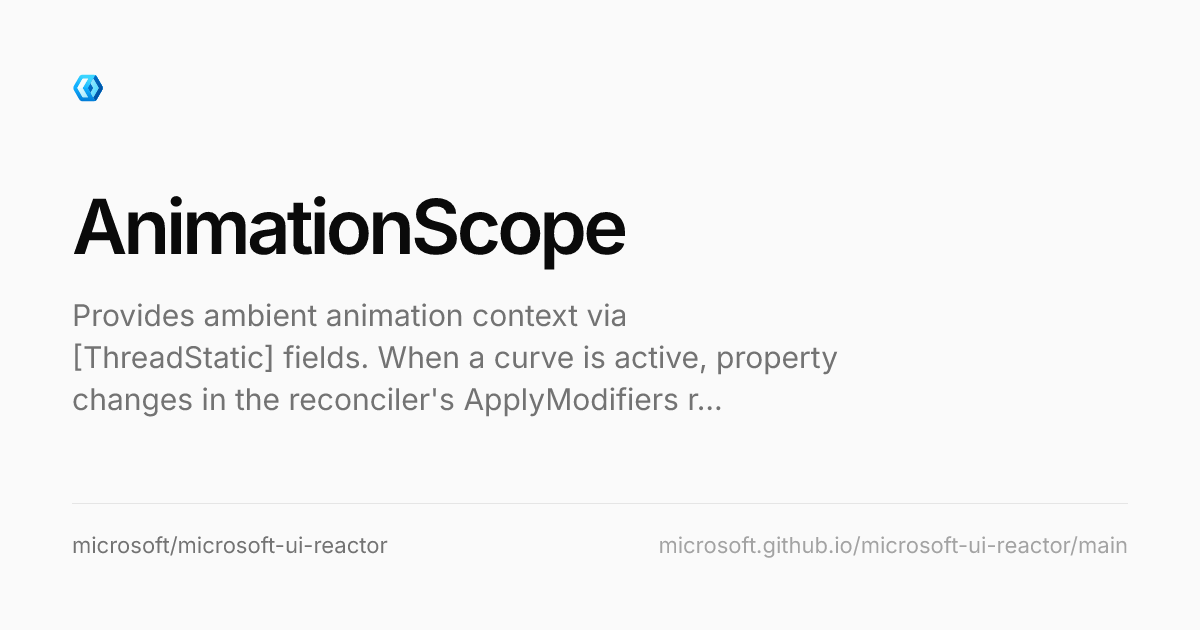 AnimationScope
Provides ambient animation context via
[ThreadStatic] fields. When a curve is active, property
changes in the reconciler's ApplyModifiers r...
microsoft/microsoft-ui-reactor
microsoft.github.io/microsoft-ui-reactor/main